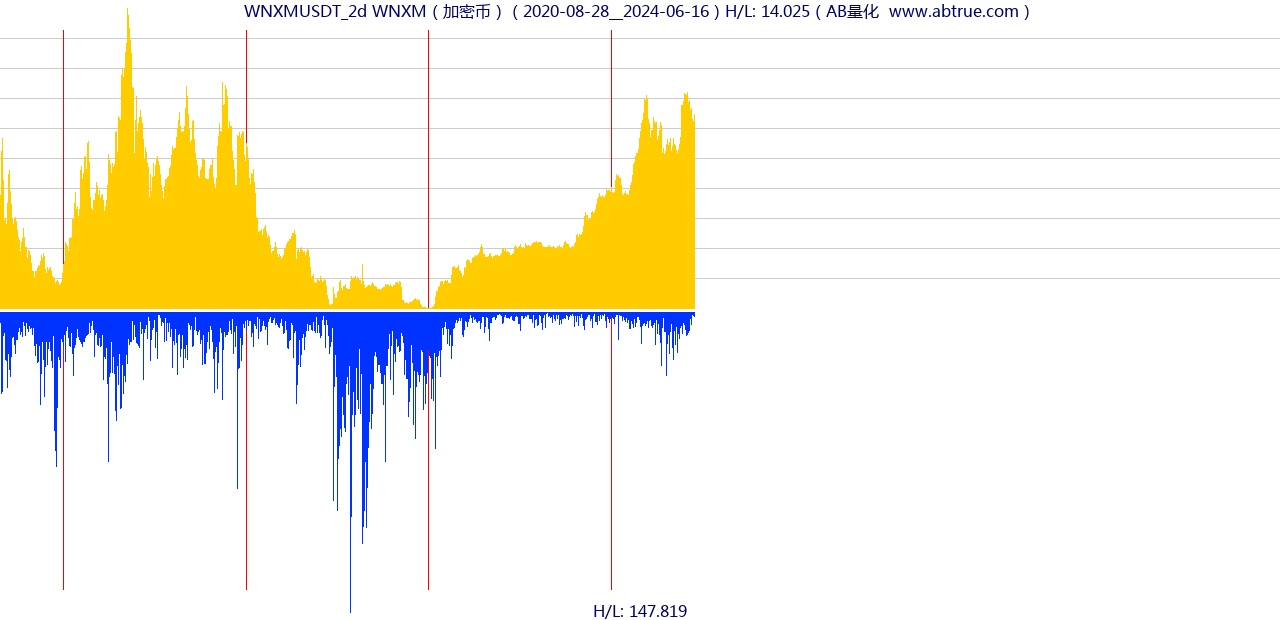 WNXMUSDT_2d WNXM ( 加密币 ) ( 2020-08-28__2024-06-16 ) H/L: 14.025 ( AB量化  www.abtrue.com )
H/L: 147.819